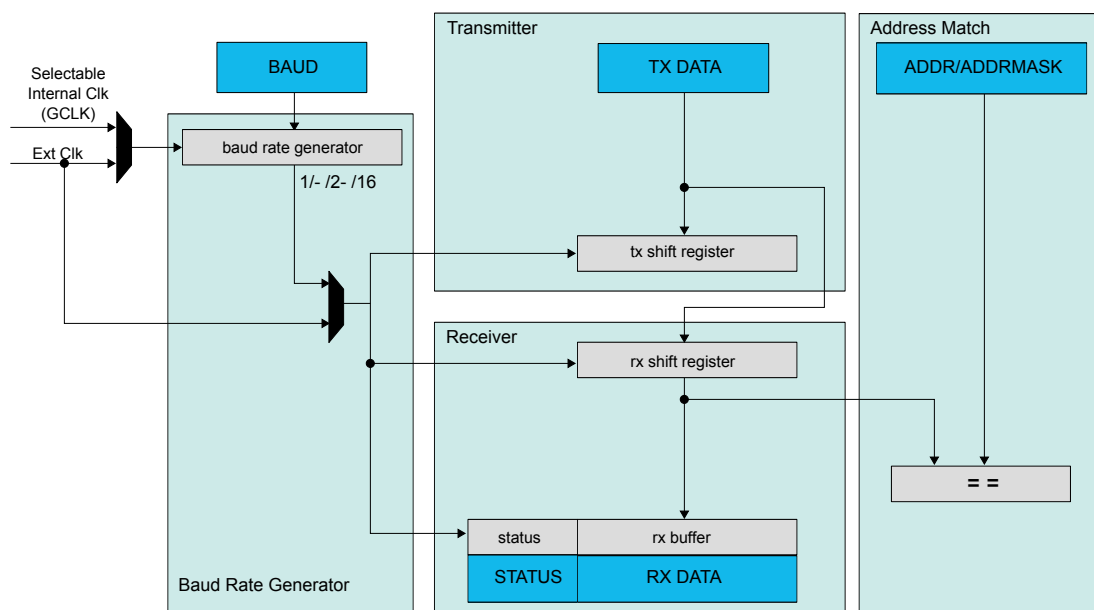 Transmitter
Address Match
BAUD
TX DATA
ADDR/ADDRMASK
Selectable
Internal Clk
(GCLK)
Ext Clk
baud rate generator
1/- /2- /16
tx shift register
Receiver
rx shift register
= =
status
rx buffer
STATUS
RX DATA
Baud Rate Generator